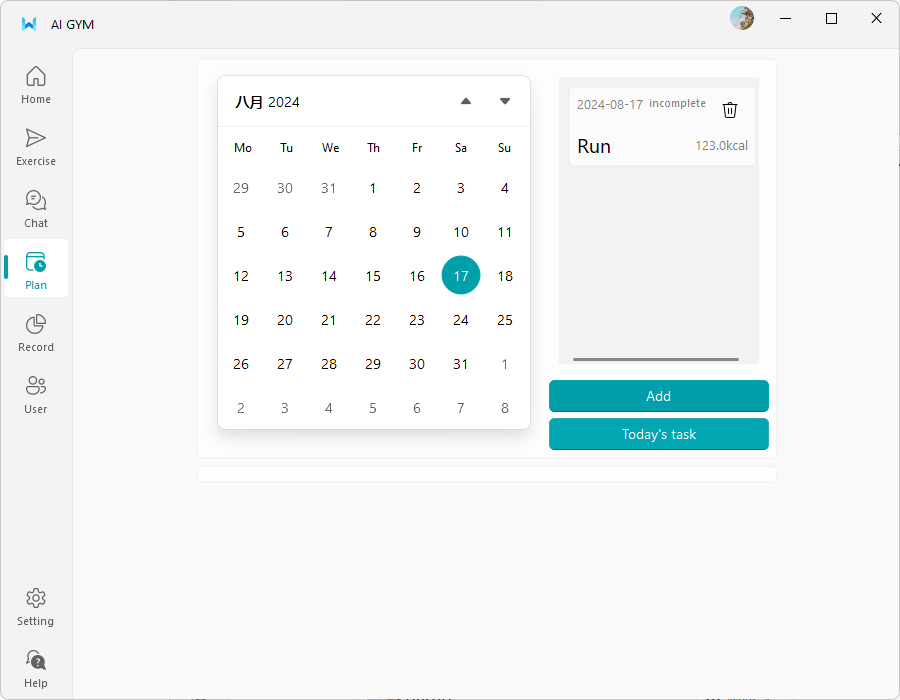 AI GYM
Home
Exercise
Chat
Plan
Record
User
Setting
Help
八月 2024
Mo Tu We Th Fr Sa Su
29 30 31 1 2 3 4
5 6 7 8 9 10 11
12 13 14 15 16 17 18
19 20 21 22 23 24 25
26 27 28 29 30 31 1
2 3 4 5 6 7 8
2024-08-17 incomplete
Run 123.0kcal
Add
Today's task